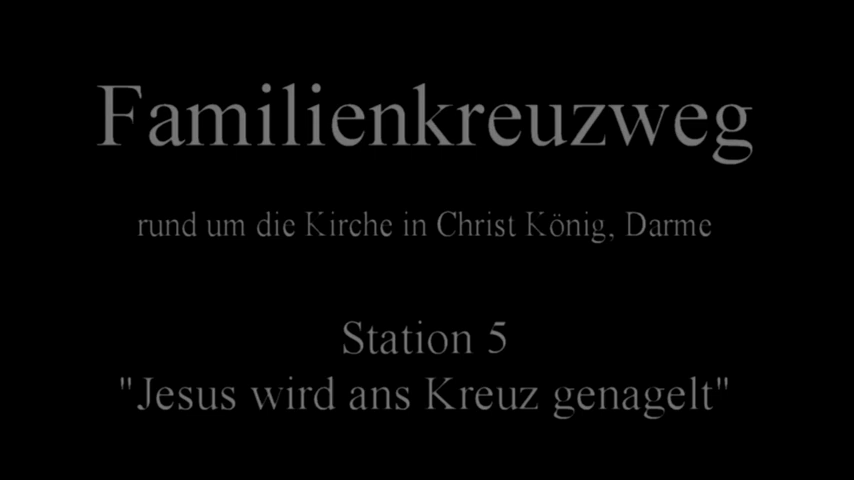 Familienkreuzweg
rund um die Kirche in Christ König, Darme
Station 5
"Jesus wird ans Kreuz genagelt"